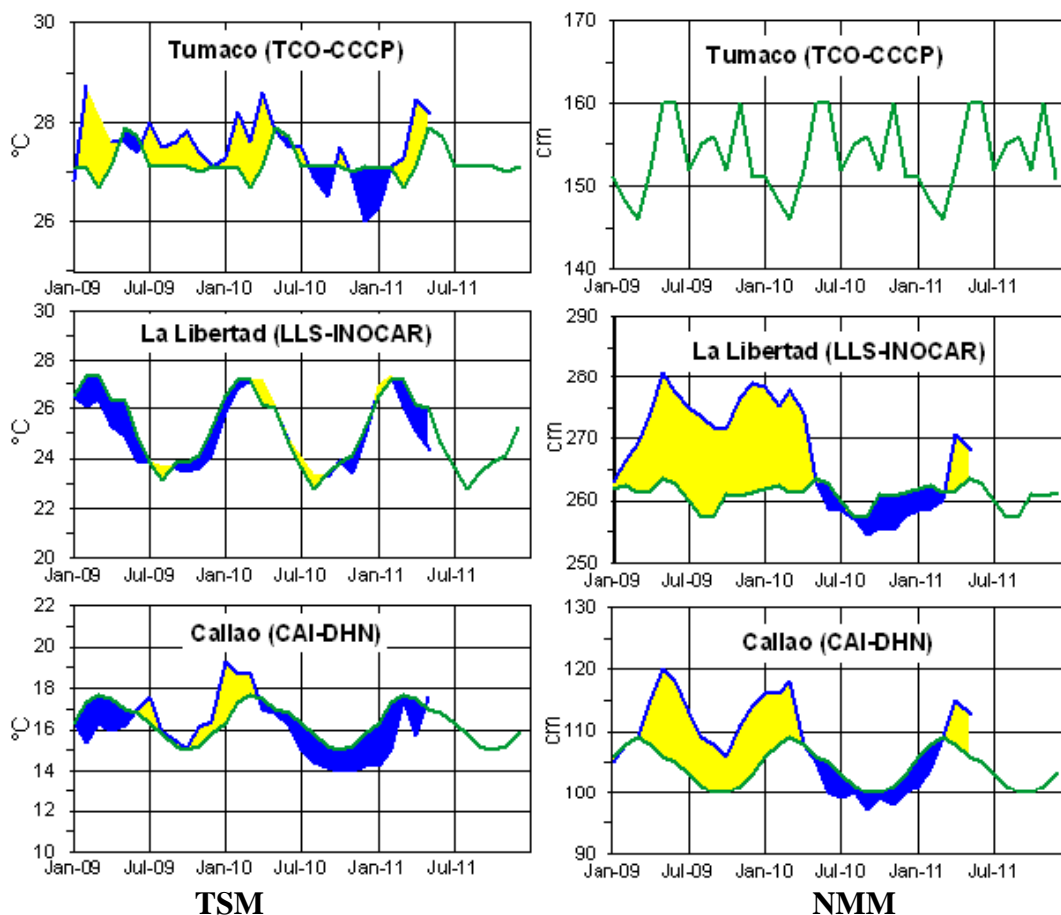 30
28
26
°C
Tumaco (TCO-CCCP)
Jan-09 Jul-09 Jan-10 Jul-10 Jan-11 Jul-11
170
160
150
140
cm
Tumaco (TCO-CCCP)
Jan-09 Jul-09 Jan-10 Jul-10 Jan-11 Jul-11
30
28
26
24
22
20
°C
La Libertad (LLS-INOCAR)
Jan-09 Jul-09 Jan-10 Jul-10 Jan-11 Jul-11
290
280
270
260
250
cm
La Libertad (LLS-INOCAR)
Jan-09 Jul-09 Jan-10 Jul-10 Jan-11 Jul-11
22
20
18
16
14
12
10
°C
Callao (CAI-DHN)
Jan-09 Jul-09 Jan-10 Jul-10 Jan-11 Jul-11
130
120
110
100
90
cm
Callao (CAI-DHN)
Jan-09 Jul-09 Jan-10 Jul-10 Jan-11 Jul-11
TSM
NMM